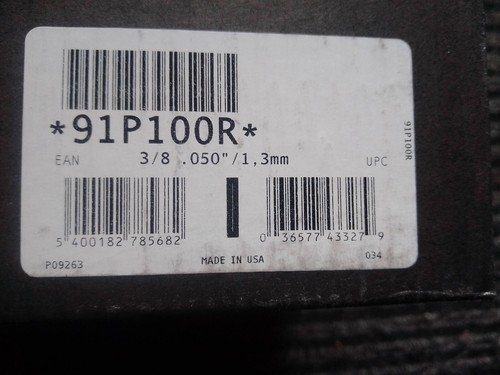 *91P100R*
91P100R
EAN 3/8 .050"/1,3mm UPC
5 400182 785682 0 36577 43327 9
P09263 MADE IN USA 034